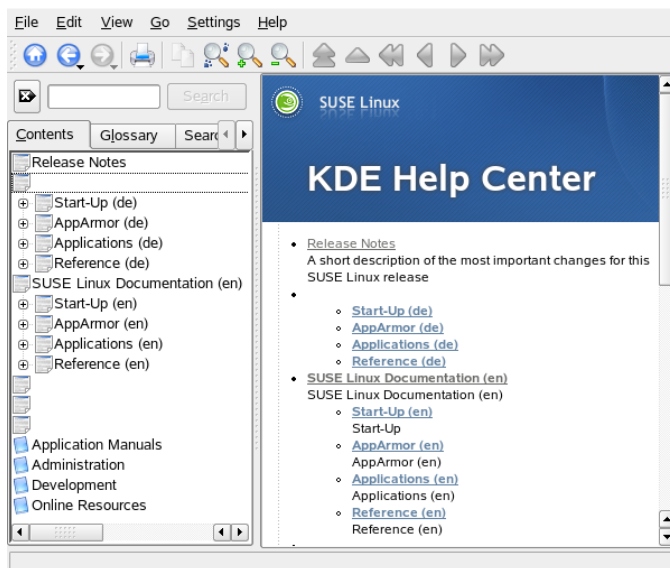 File Edit View Go Settings Help
Search
Contents Glossary Searc
Release Notes
Start-Up (de)
AppArmor (de)
Applications (de)
Reference (de)
SUSE Linux Documentation (en)
Start-Up (en)
AppArmor (en)
Applications (en)
Reference (en)
Application Manuals
Administration
Development
Online Resources
SUSE Linux
KDE Help Center
Release Notes
A short description of the most important changes for this
SUSE Linux release
Start-Up (de)
AppArmor (de)
Applications (de)
Reference (de)
SUSE Linux Documentation (en)
SUSE Linux Documentation (en)
Start-Up (en)
Start-Up
AppArmor (en)
AppArmor (en)
Applications (en)
Applications (en)
Reference (en)
Reference (en)